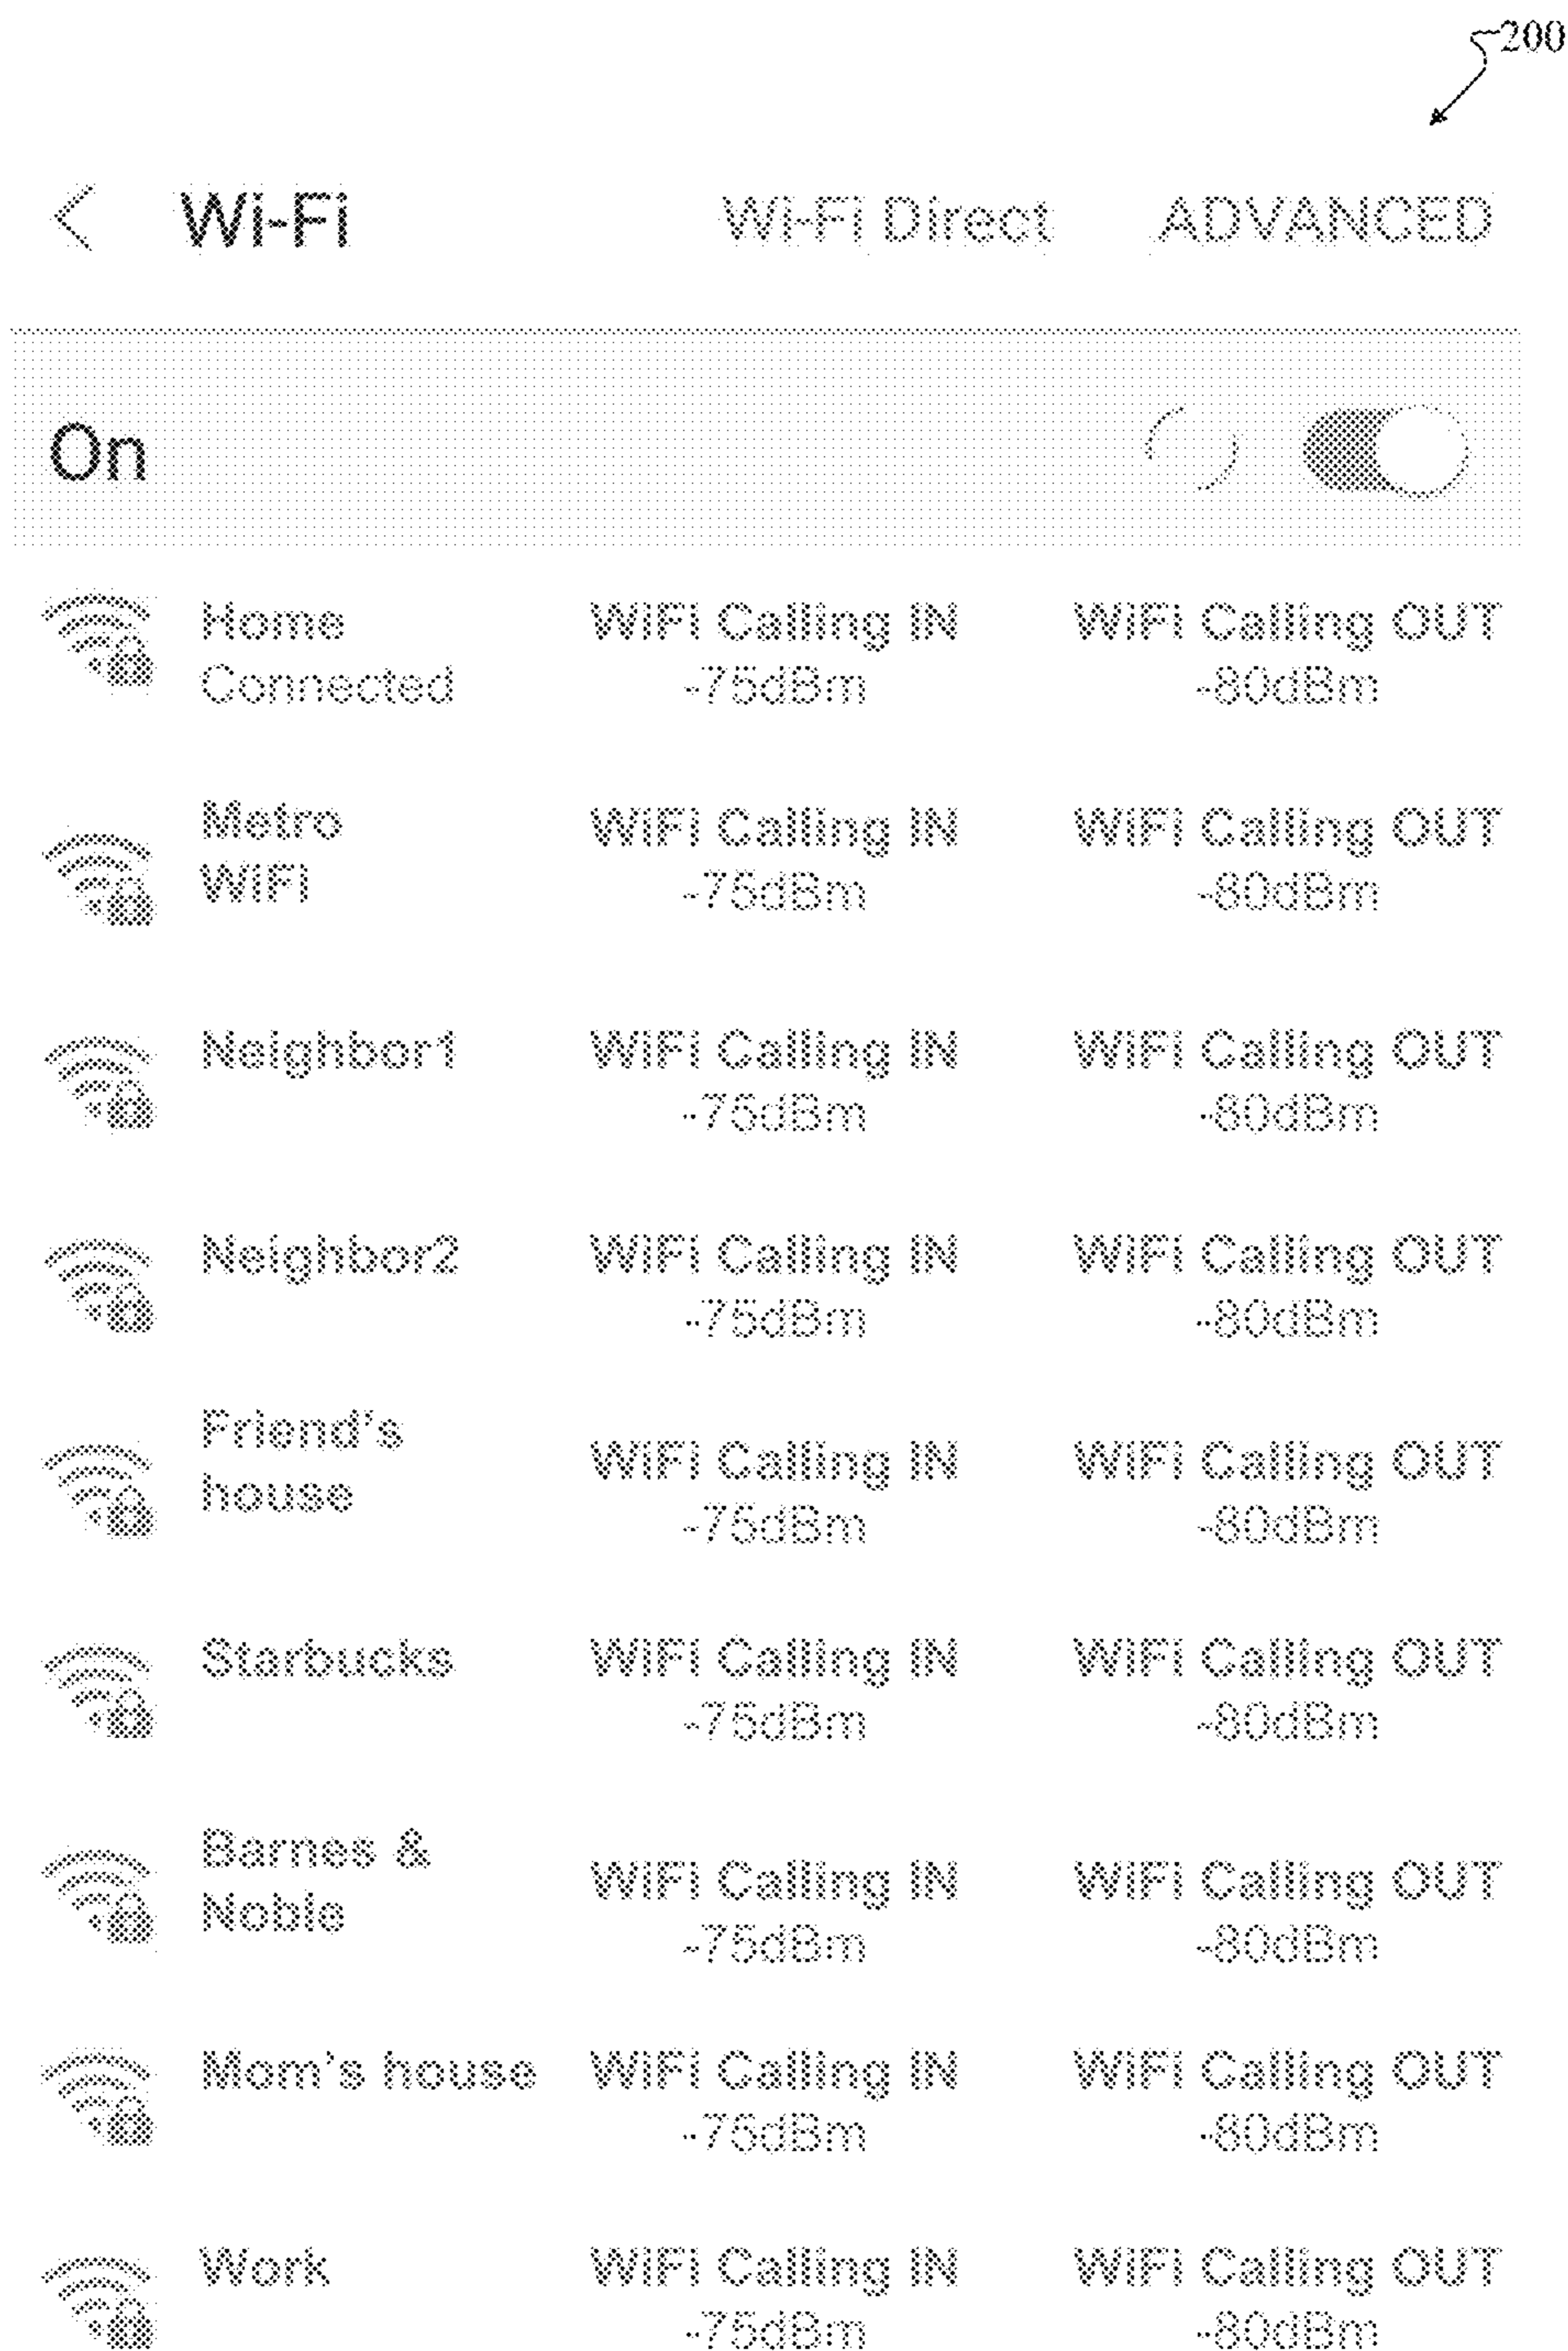 200
Wi-Fi Wi-Fi Direct ADVANCED
On
Home WiFi Calling IN WiFi Calling OUT
Connected -75dBm -80dBm
Metro WiFi Calling IN WiFi Calling OUT
WiFi -75dBm -80dBm
Neighbor1 WiFi Calling IN WiFi Calling OUT
-75dBm -80dBm
Neighbor2 WiFi Calling IN WiFi Calling OUT
-75dBm -80dBm
Friend's
house WiFi Calling IN WiFi Calling OUT
-75dBm -80dBm
Starbucks WiFi Calling IN WiFi Calling OUT
-75dBm -80dBm
Barnes &
Noble WiFi Calling IN WiFi Calling OUT
-75dBm -80dBm
Mom's house WiFi Calling IN WiFi Calling OUT
-75dBm -80dBm
Work WiFi Calling IN WiFi Calling OUT
-75dBm -80dBm